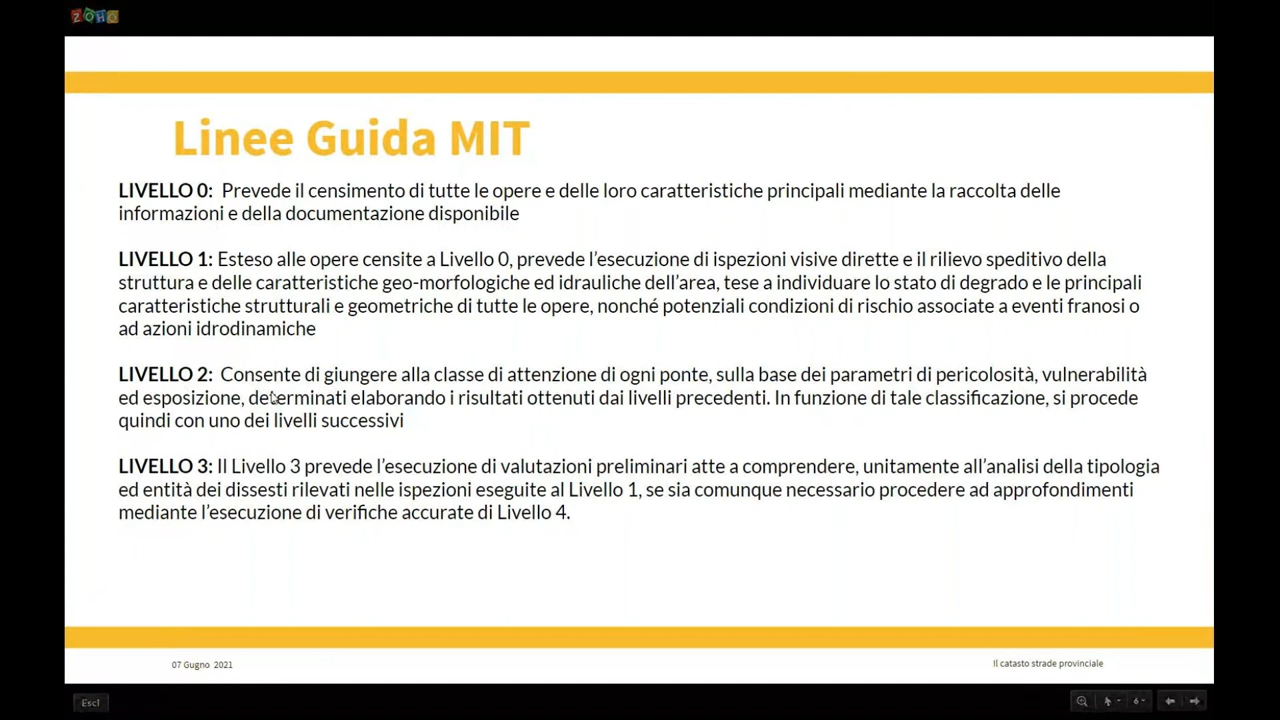 ZOHO
Linee Guida MIT
LIVELLO 0: Prevede il censimento di tutte le opere e delle loro caratteristiche principali mediante la raccolta delle
informazioni e della documentazione disponibile
LIVELLO 1: Esteso alle opere censite a Livello 0, prevede l’esecuzione di ispezioni visive dirette e il rilievo speditivo della
struttura e delle caratteristiche geo-morfologiche ed idrauliche dell’area, tese a individuare lo stato di degrado e le principali
caratteristiche strutturali e geometriche di tutte le opere, nonché potenziali condizioni di rischio associate a eventi franosi o
ad azioni idrodinamiche
LIVELLO 2: Consente di giungere alla classe di attenzione di ogni ponte, sulla base dei parametri di pericolosità, vulnerabilità
ed esposizione, determinati elaborando i risultati ottenuti dai livelli precedenti. In funzione di tale classificazione, si procede
quindi con uno dei livelli successivi
LIVELLO 3: Il Livello 3 prevede l’esecuzione di valutazioni preliminari atte a comprendere, unitamente all’analisi della tipologia
ed entità dei dissesti rilevati nelle ispezioni eseguite al Livello 1, se sia comunque necessario procedere ad approfondimenti
mediante l’esecuzione di verifiche accurate di Livello 4.
07 Gugno 2021
Il catasto strade provinciale
Esci
6